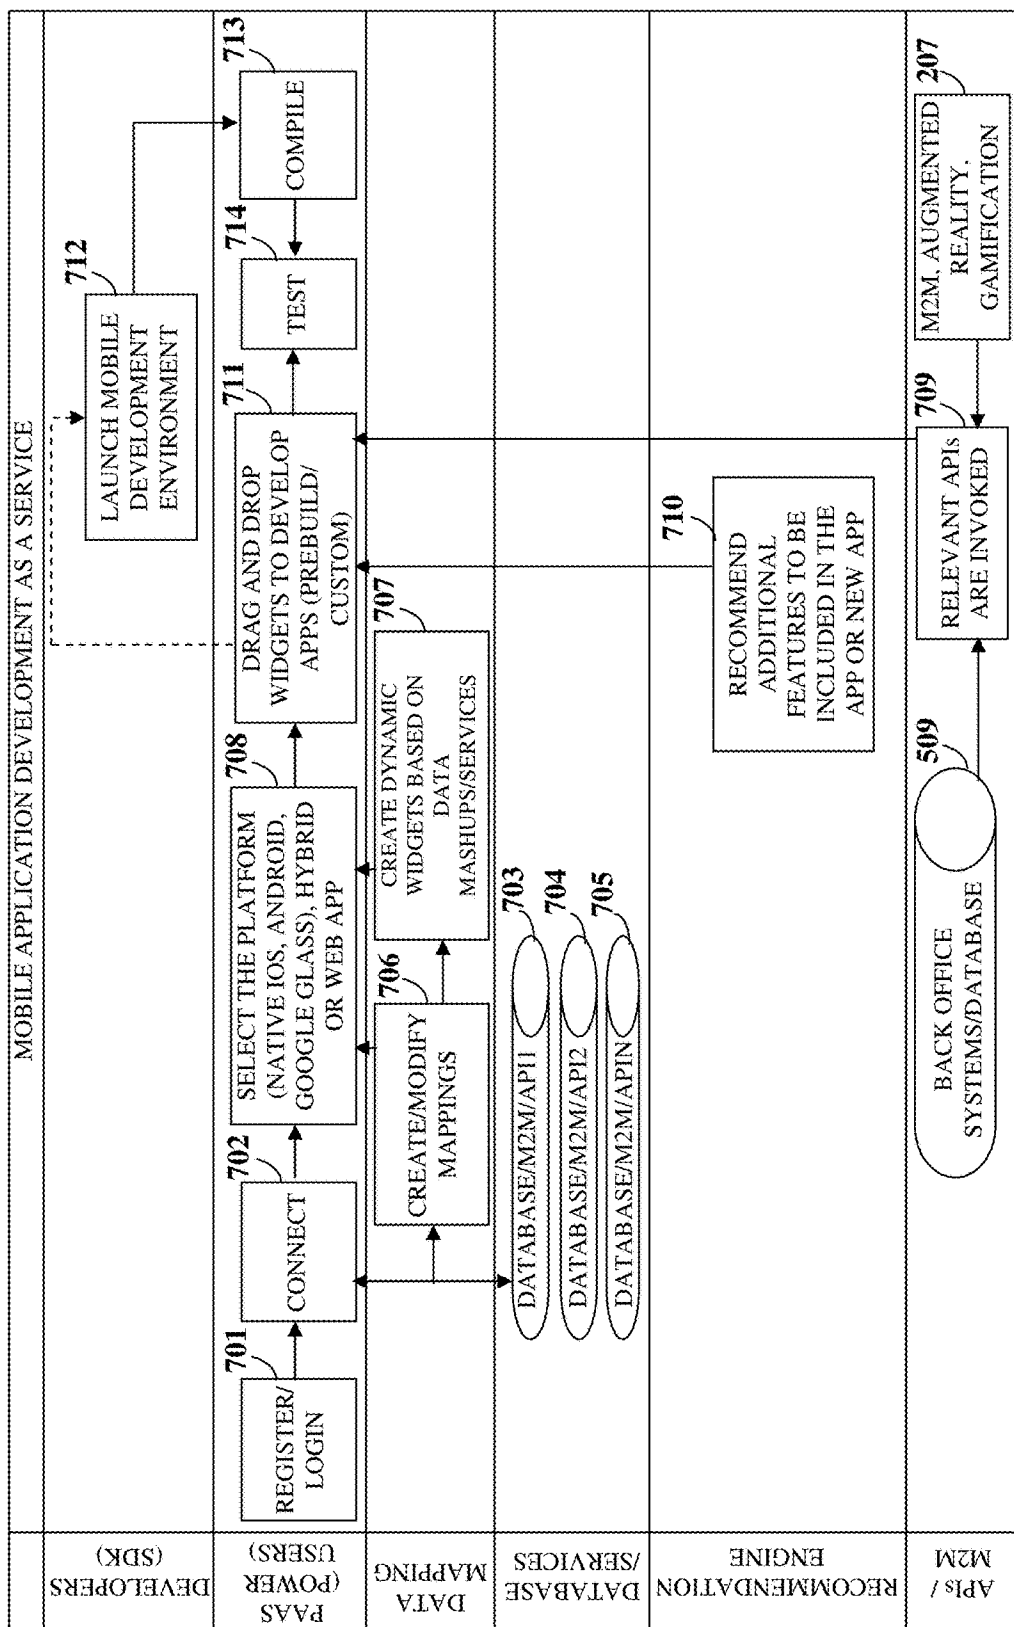 MOBILE APPLICATION DEVELOPMENT AS A SERVICE
DEVELOPERS
(SDK)
712
LAUNCH MOBILE
DEVELOPMENT
ENVIRONMENT
PAAS
(POWER
USERS)
701
REGISTER/
LOGIN
702
CONNECT
708
SELECT THE PLATFORM
(NATIVE IOS, ANDROID,
GOOGLE GLASS), HYBRID
OR WEB APP
711
DRAG AND DROP
WIDGETS TO DEVELOP
APPS (PREBUILD/
CUSTOM)
714
TEST
713
COMPILE
DATA
MAPPING
706
CREATE/MODIFY
MAPPINGS
707
CREATE DYNAMIC
WIDGETS BASED ON
DATA
MASHUPS/SERVICES
DATABASE
/SERVICES
703
DATABASE/M2M/API1
704
DATABASE/M2M/API2
705
DATABASE/M2M/APIN
RECOMMENDATION
ENGINE
710
RECOMMEND
ADDITIONAL
FEATURES TO BE
INCLUDED IN THE
APP OR NEW APP
APIs /
M2M
509
BACK OFFICE
SYSTEMS/DATABASE
709
RELEVANT APIs
ARE INVOKED
207
M2M, AUGMENTED
REALITY,
GAMIFICATION